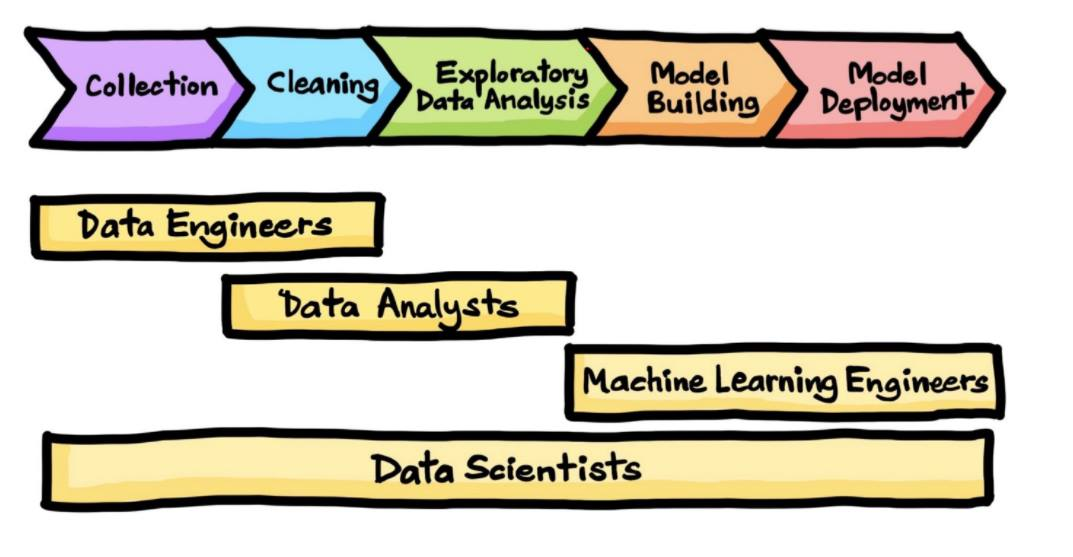 Collection
Cleaning
Exploratory
Data Analysis
Model
Building
Model
Deployment
Data Engineers
Data Analysts
Machine Learning Engineers
Data Scientists